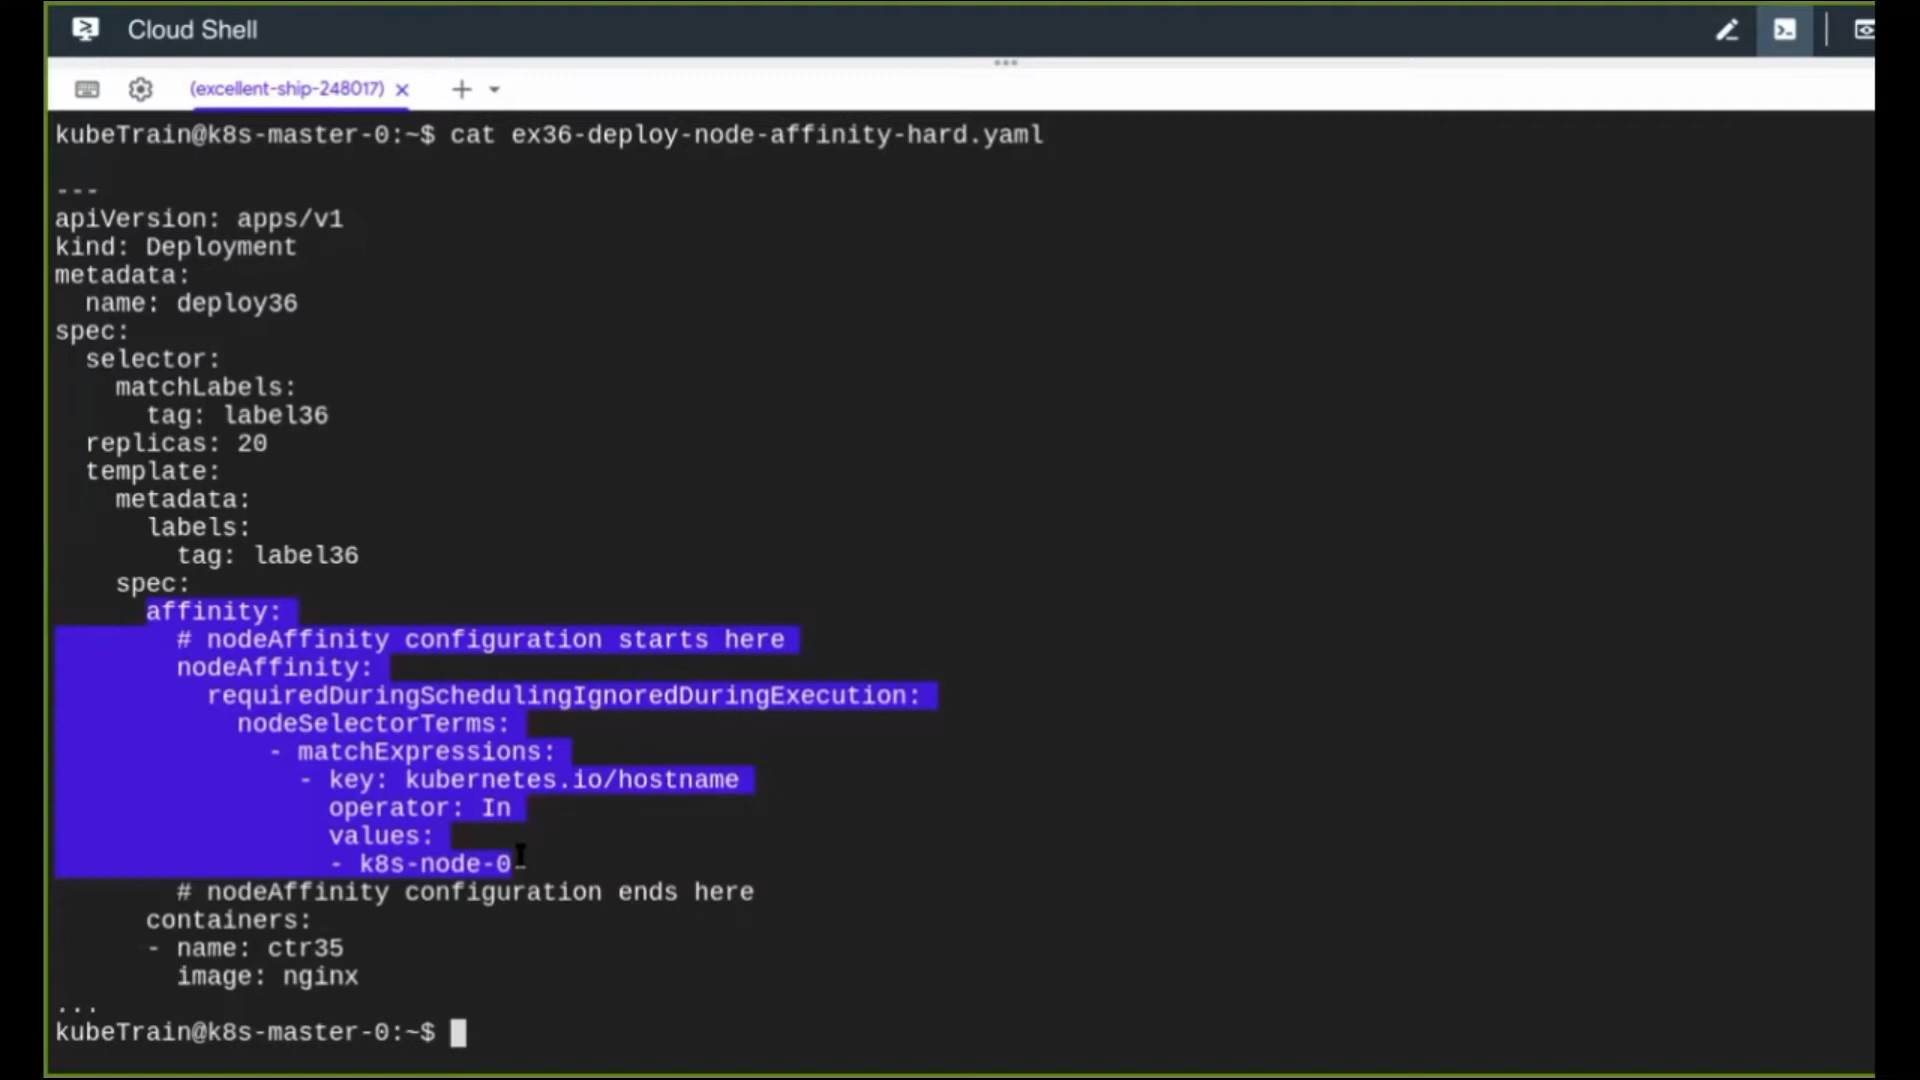 Cloud Shell
(excellent-ship-248017)
kubeTrain@k8s-master-0:~$ cat ex36-deploy-node-affinity-hard.yaml
---
apiVersion: apps/v1
kind: Deployment
metadata:
  name: deploy36
spec:
  selector:
    matchLabels:
      tag: label36
  replicas: 20
  template:
    metadata:
      labels:
        tag: label36
    spec:
      affinity:
        # nodeAffinity configuration starts here
        nodeAffinity:
          requiredDuringSchedulingIgnoredDuringExecution:
            nodeSelectorTerms:
              - matchExpressions:
                - key: kubernetes.io/hostname
                  operator: In
                  values:
                  - k8s-node-0
        # nodeAffinity configuration ends here
      containers:
      - name: ctr35
        image: nginx
...
kubeTrain@k8s-master-0:~$